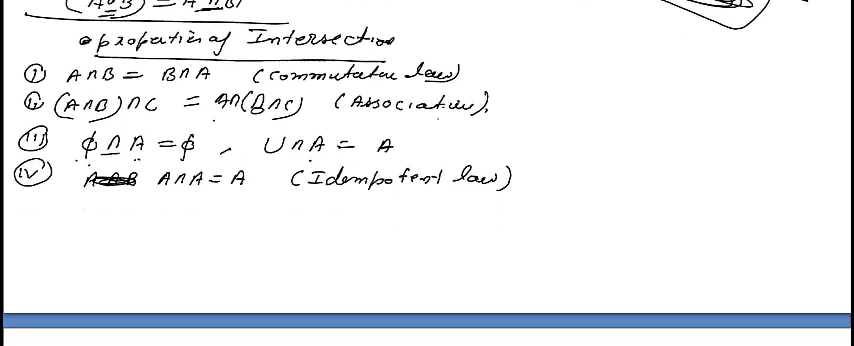 (A∪B)' = A'∩B'
• properties of Intersection
(i) A∩B = B∩A (Commutative law)
(ii) (A∩B)∩C = A∩(B∩C) (Associative),
(iii) ϕ∩A = ϕ, U∩A = A
(iv) A∩A = A (Idempotent law)